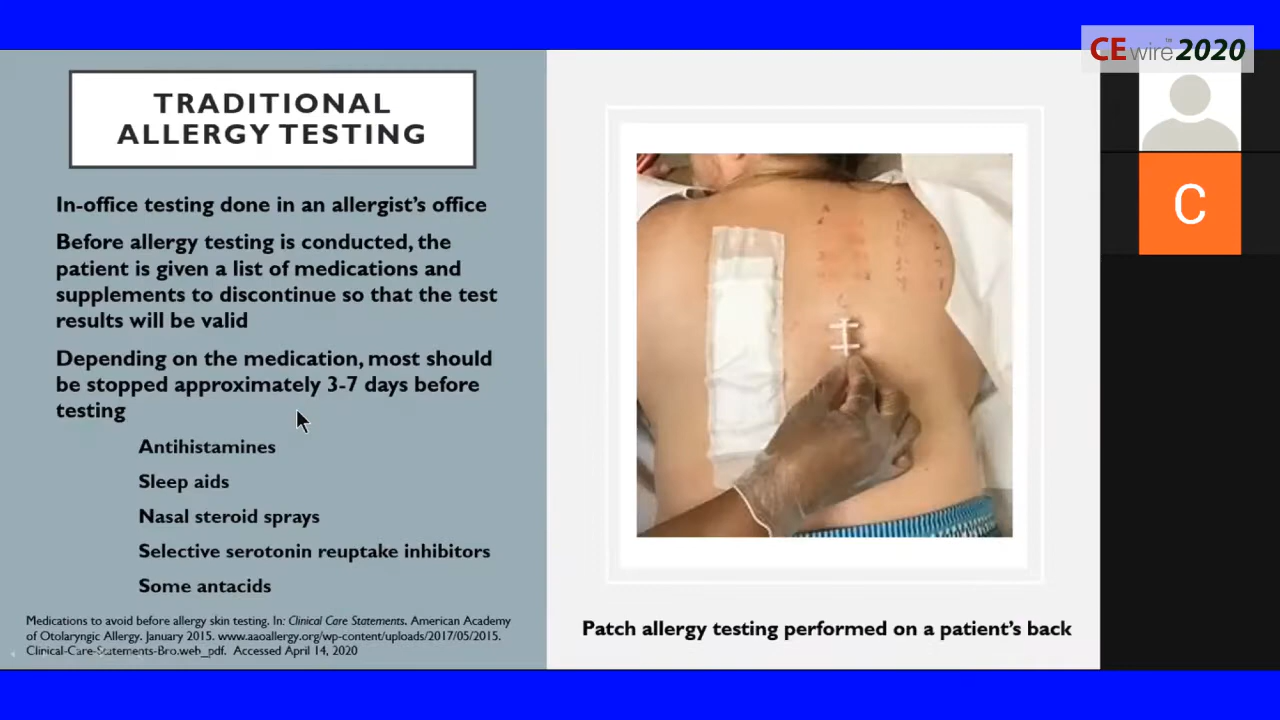 CE wire™ 2020
TRADITIONAL
ALLERGY TESTING
In-office testing done in an allergist's office
Before allergy testing is conducted, the
patient is given a list of medications and
supplements to discontinue so that the test
results will be valid
Depending on the medication, most should
be stopped approximately 3-7 days before
testing
Antihistamines
Sleep aids
Nasal steroid sprays
Selective serotonin reuptake inhibitors
Some antacids
Medications to avoid before allergy skin testing. In: Clinical Care Statements. American Academy
of Otolaryngic Allergy. January 2015. www.aaoallergy.org/wp-content/uploads/2017/05/2015.
Clinical-Care-Statements-Bro.web_pdf. Accessed April 14, 2020
Patch allergy testing performed on a patient's back
C